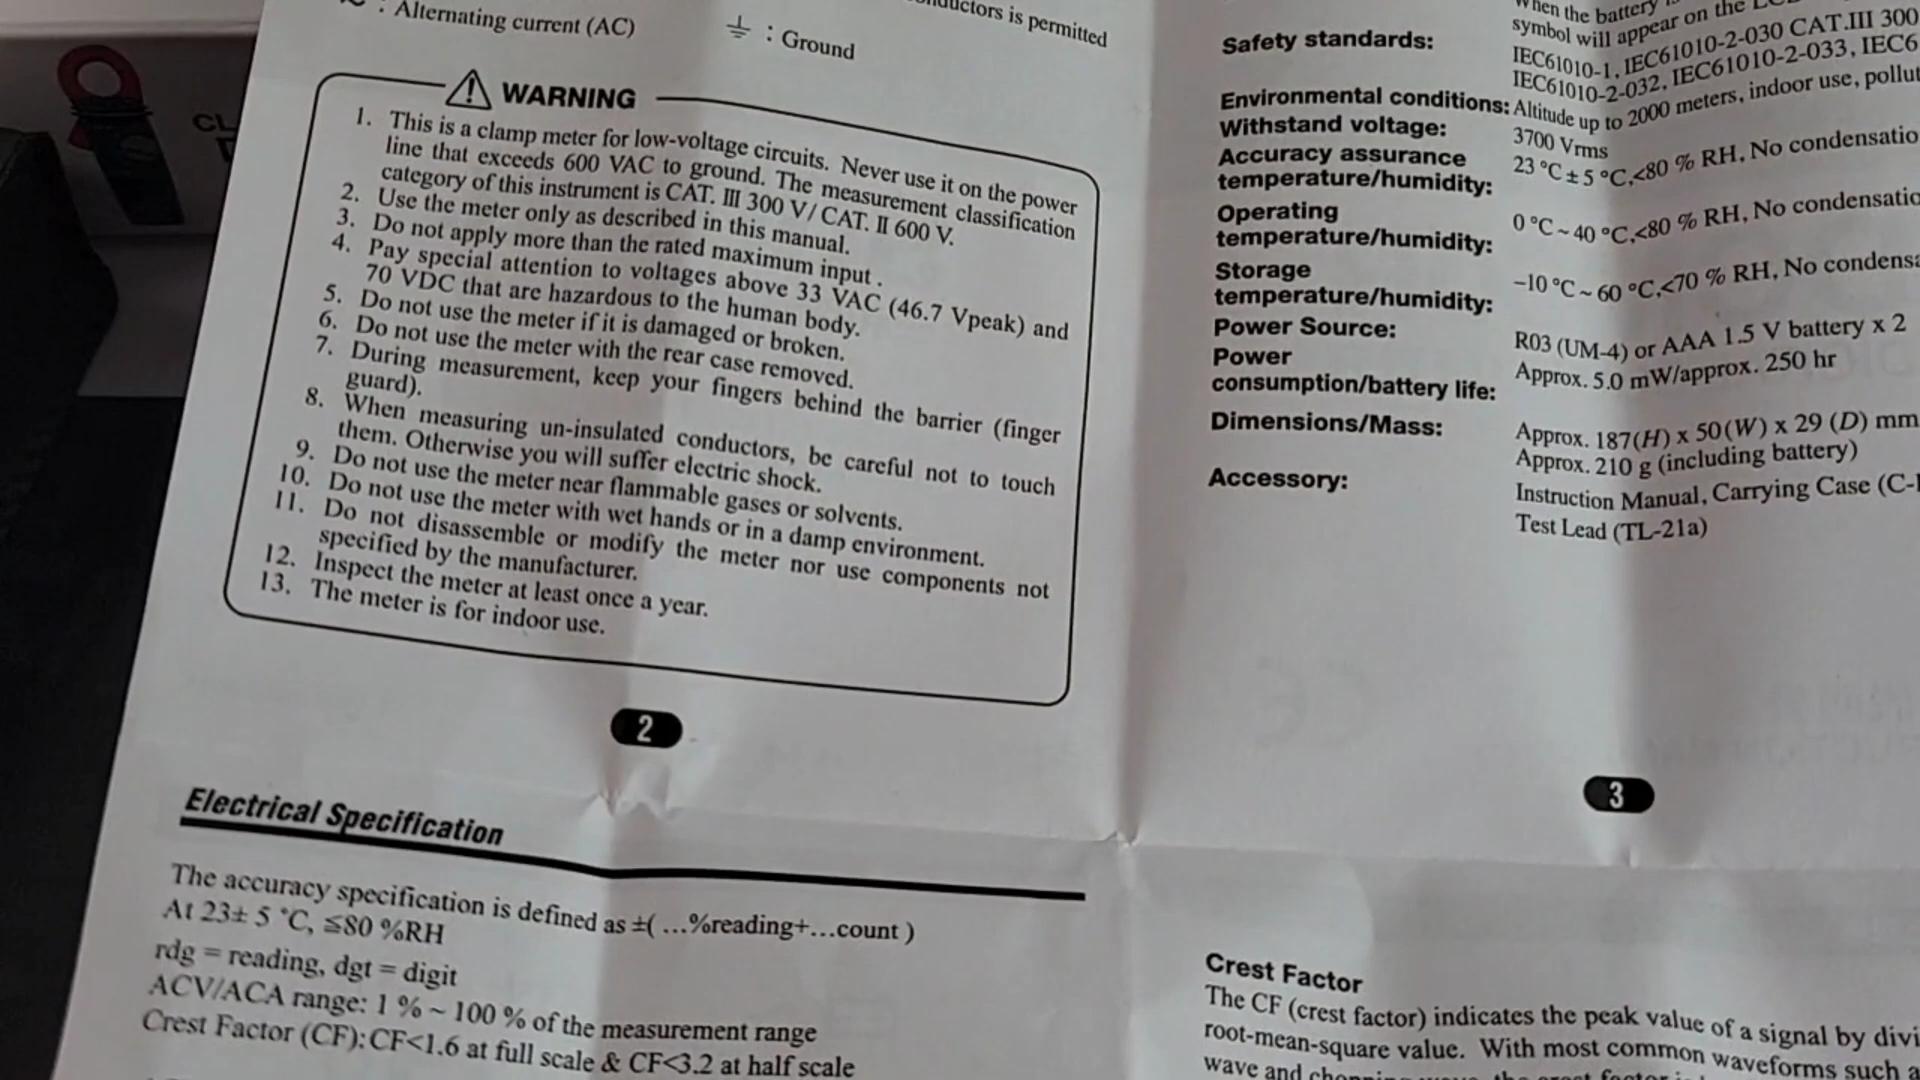 : Alternating current (AC)
is permitted
: Ground
WARNING
1. This is a clamp meter for low-voltage circuits. Never use it on the power
line that exceeds 600 VAC to ground. The measurement classification
category of this instrument is CAT. III 300 V/ CAT. II 600 V.
2. Use the meter only as described in this manual.
3. Do not apply more than the rated maximum input .
4. Pay special attention to voltages above 33 VAC (46.7 Vpeak) and
70 VDC that are hazardous to the human body.
5. Do not use the meter if it is damaged or broken.
6. Do not use the meter with the rear case removed.
7. During measurement, keep your fingers behind the barrier (finger
guard).
8. When measuring un-insulated conductors, be careful not to touch
them. Otherwise you will suffer electric shock.
9. Do not use the meter near flammable gases or solvents.
10. Do not use the meter with wet hands or in a damp environment.
11. Do not disassemble or modify the meter nor use components not
specified by the manufacturer.
12. Inspect the meter at least once a year.
13. The meter is for indoor use.
2
Electrical Specification
The accuracy specification is defined as ±( ...%reading+...count )
At 23± 5 °C, ≦80 %RH
rdg = reading, dgt = digit
ACV/ACA range: 1 % ~ 100 % of the measurement range
Crest Factor (CF): CF<1.6 at full scale & CF<3.2 at half scale
When the battery
symbol will appear on the
Safety standards: IEC61010-1, IEC61010-2-030 CAT.III 300
IEC61010-2-032, IEC61010-2-033, IEC6
Environmental conditions: Altitude up to 2000 meters, indoor use, pollut
Withstand voltage: 3700 Vrms
Accuracy assurance
temperature/humidity: 23 °C ± 5 °C,<80 % RH, No condensatio
Operating
temperature/humidity: 0 °C ~ 40 °C,<80 % RH, No condensatio
Storage
temperature/humidity: –10 °C ~ 60 °C,<70 % RH, No condensa
Power Source: R03 (UM-4) or AAA 1.5 V battery x 2
Power
consumption/battery life: Approx. 5.0 mW/approx. 250 hr
Dimensions/Mass: Approx. 187(H) x 50(W) x 29 (D) mm
Approx. 210 g (including battery)
Accessory: Instruction Manual, Carrying Case (C-
Test Lead (TL-21a)
3
Crest Factor
The CF (crest factor) indicates the peak value of a signal by divi
root-mean-square value. With most common waveforms such a
wave and
CL